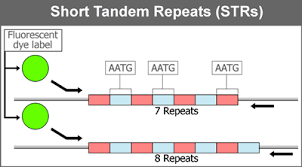 Short Tandem Repeats (STRs)
Fluorescent
dye label
AATG AATG AATG
7 Repeats
8 Repeats